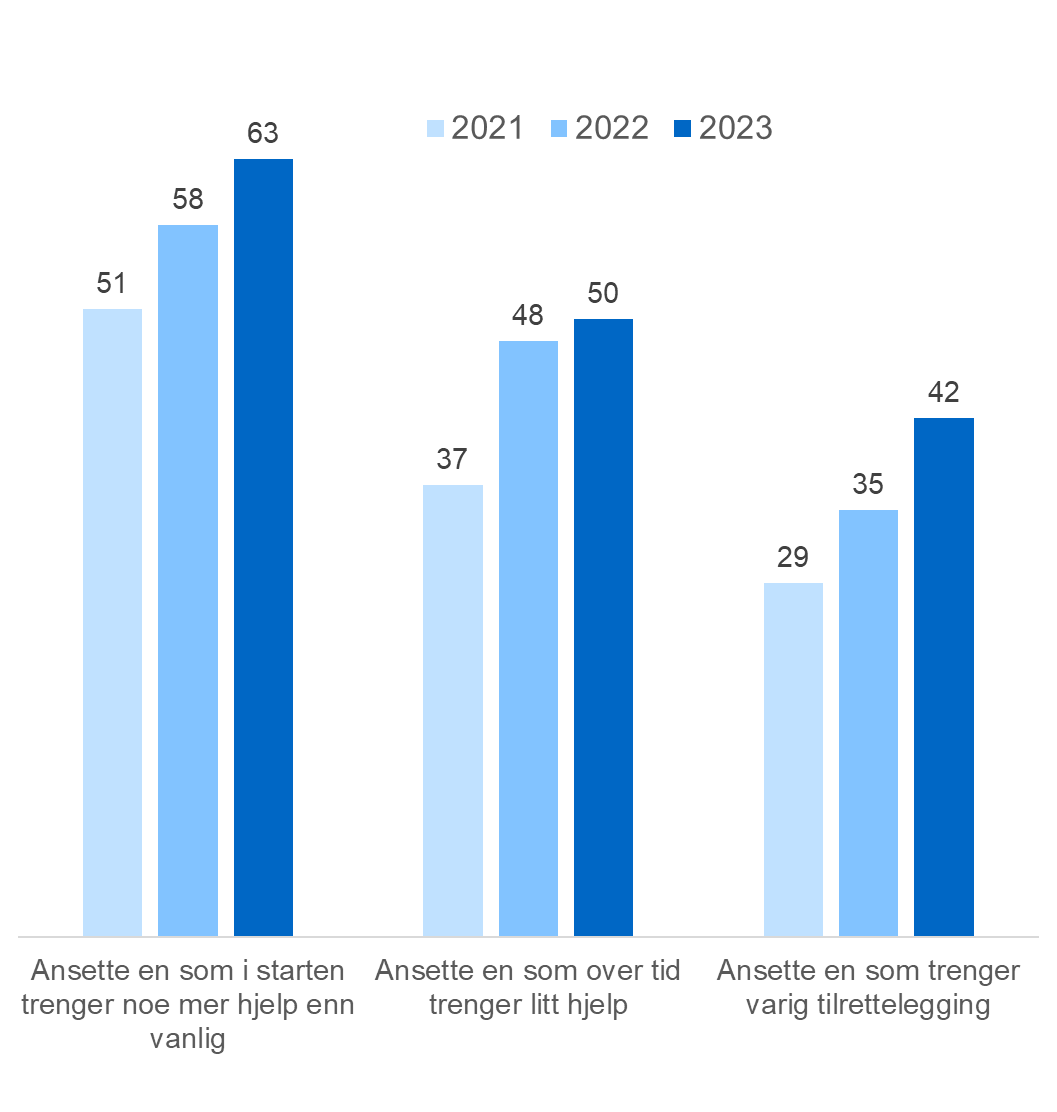 2021 2022 2023
63
58
51
50
48
37
42
35
29
Ansette en som i starten
trenger noe mer hjelp enn
vanlig
Ansette en som over tid
trenger litt hjelp
Ansette en som trenger
varig tilrettelegging